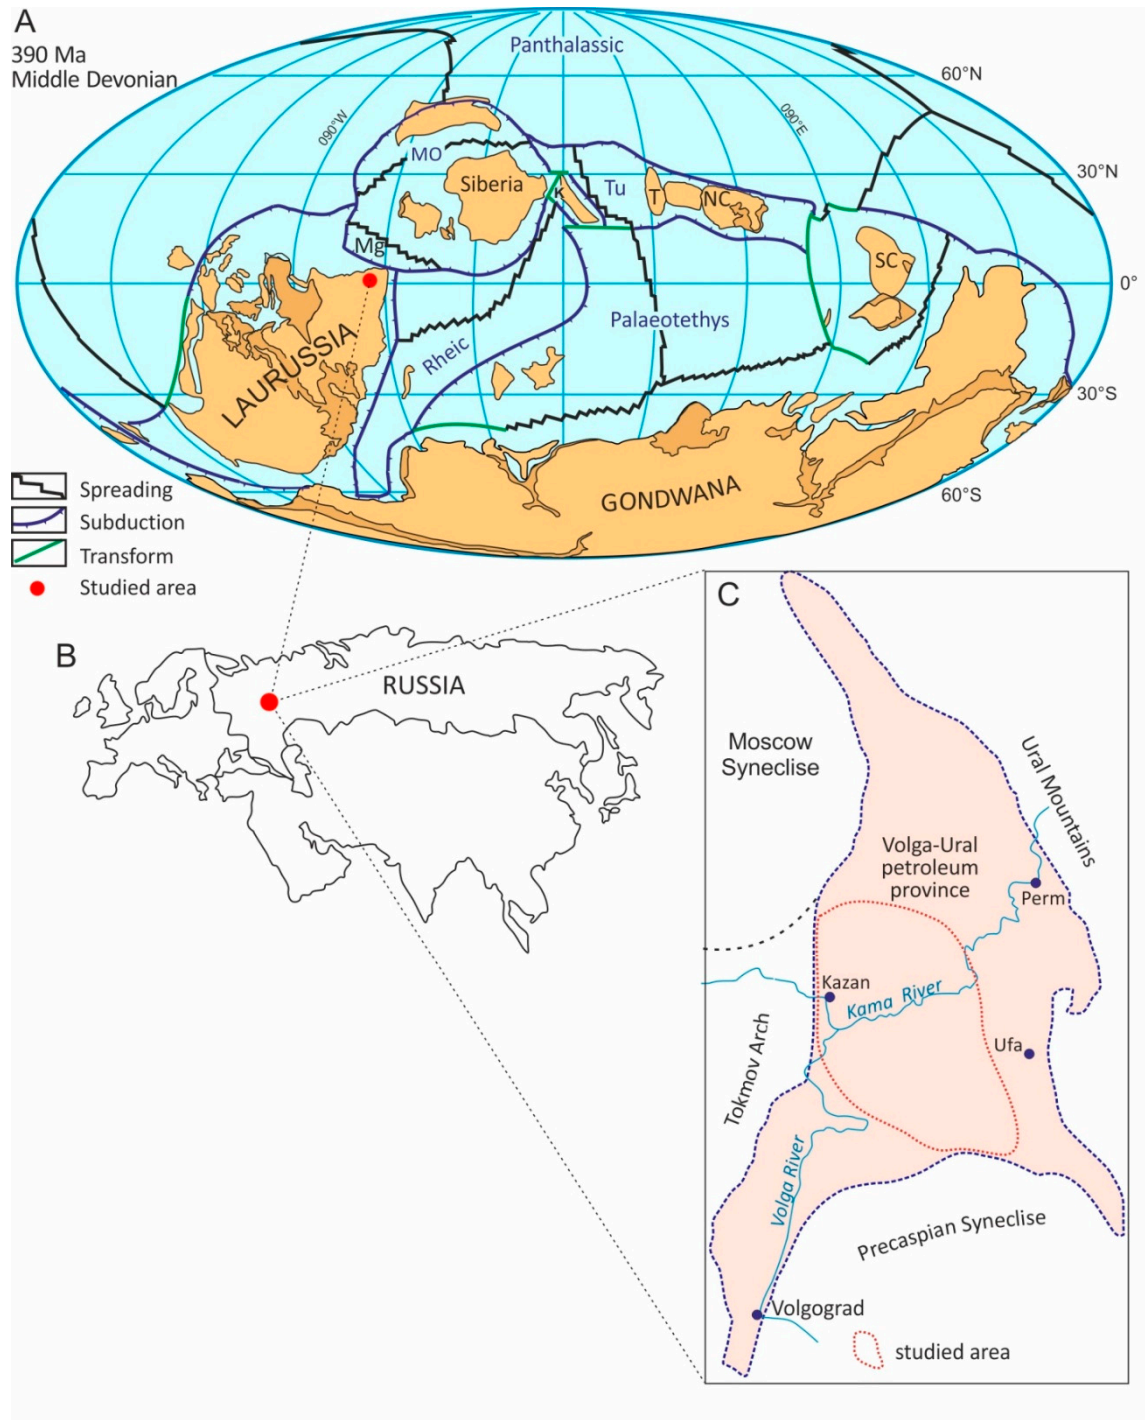 A
390 Ma
Middle Devonian
Panthalassic
60°N
090°W
090°E
MO
30°N
Siberia
K
Tu
T
NC
Mg
SC
0°
LAURUSSIA
Rheic
Palaeotethys
30°S
GONDWANA
60°S
Spreading
Subduction
Transform
Studied area
B
RUSSIA
C
Moscow
Syneclise
Ural Mountains
Volga-Ural
petroleum
province
Perm
Kazan
Kama River
Ufa
Tokmov Arch
Volga River
Precaspian Syneclise
Volgograd
studied area